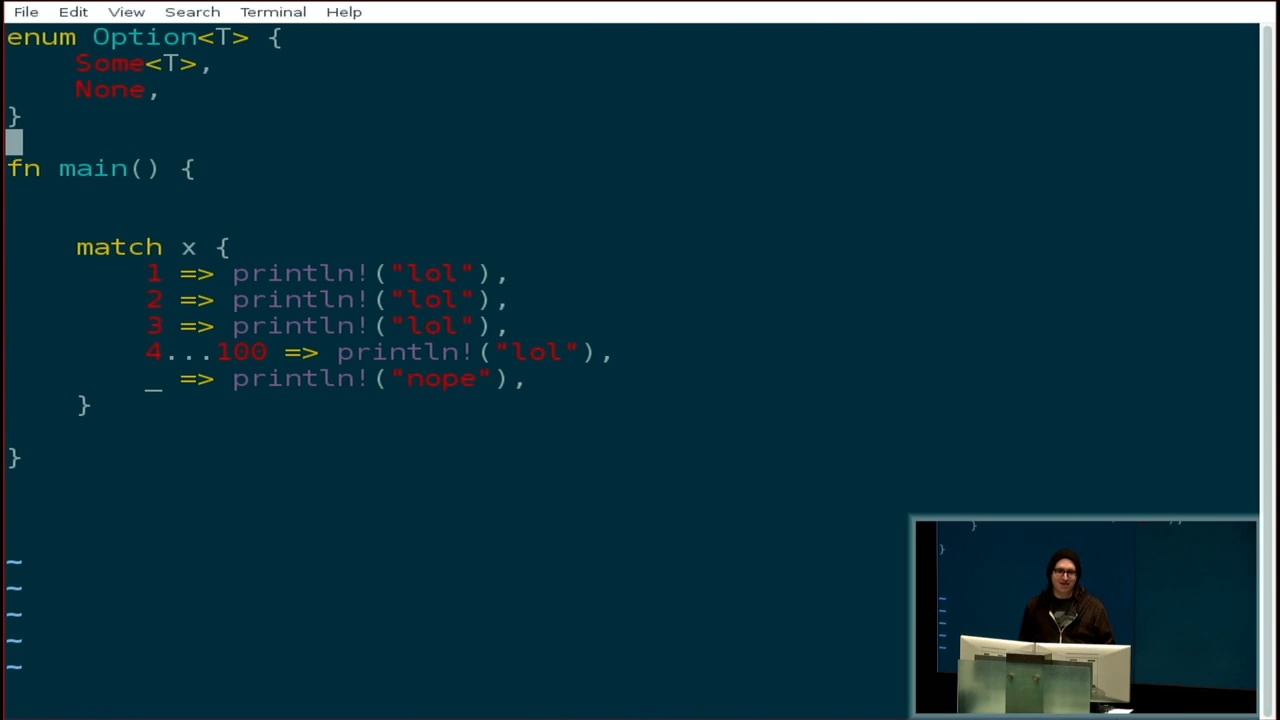 File Edit View Search Terminal Help
enum Option<T> {
    Some<T>,
    None,
}
fn main() {
    match x {
        1 => println!("lol"),
        2 => println!("lol"),
        3 => println!("lol"),
        4...100 => println!("lol"),
        _ => println!("nope"),
    }
}
~
~
~
~
~
}
}
~
~
~
~